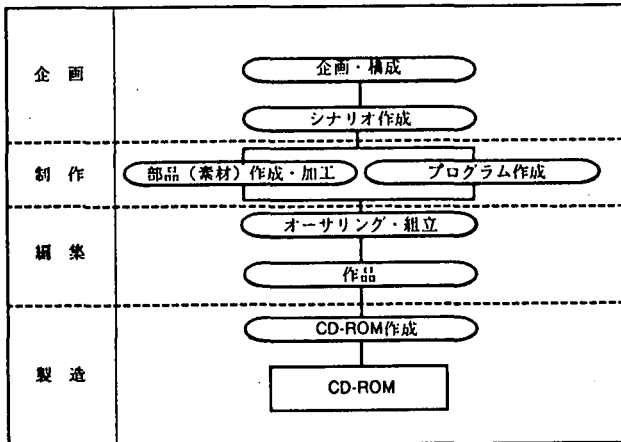 企画
企画・構成
シナリオ作成
制作
部品（素材）作成・加工
プログラム作成
編集
オーサリング・組立
作品
製造
CD-ROM作成
CD-ROM